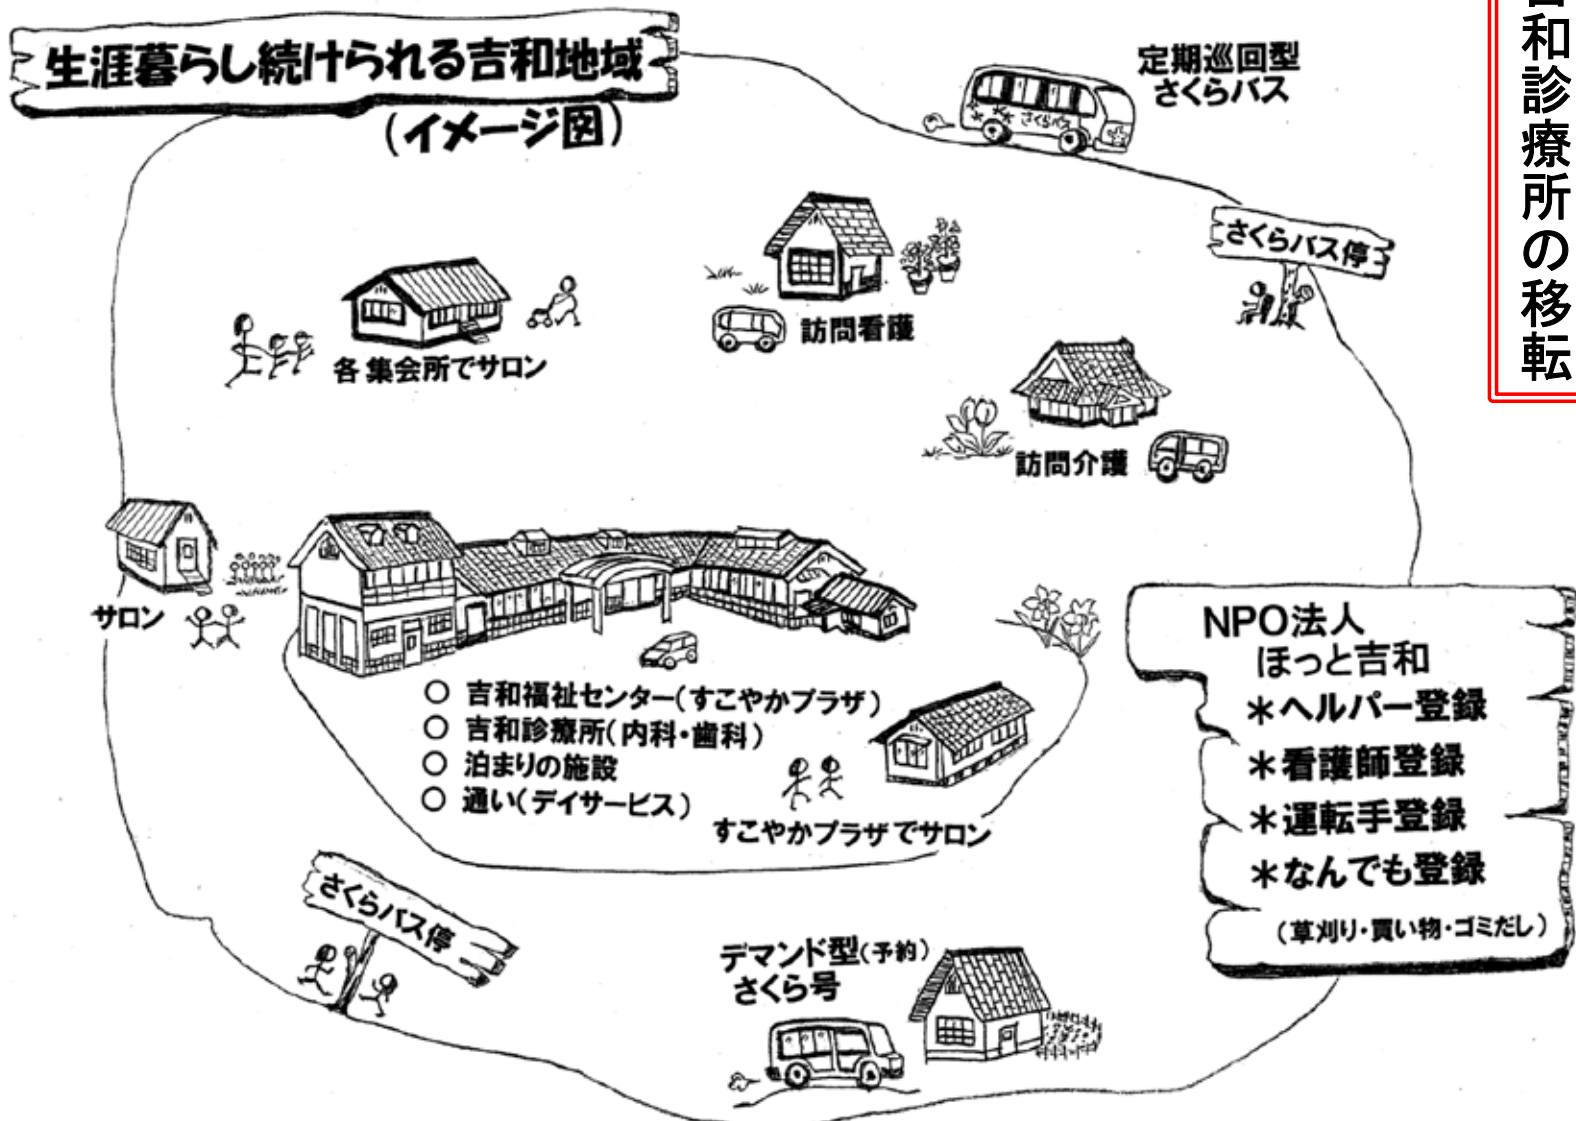 生涯暮らし続けられる吉和地域
(イメージ図)
定期巡回型
さくらバス
さくらバス
さくらバス停
和診療所の移転
訪問看護
各集会所でサロン
訪問介護
サロン
○ 吉和福祉センター(すこやかプラザ)
○ 吉和診療所(内科・歯科)
○ 泊まりの施設
○ 通い(デイサービス)
すこやかプラザでサロン
NPO法人
ほっと吉和
＊ヘルパー登録
＊看護師登録
＊運転手登録
＊なんでも登録
(草刈り・買い物・ゴミだし)
さくらバス停
デマンド型(予約)
さくら号